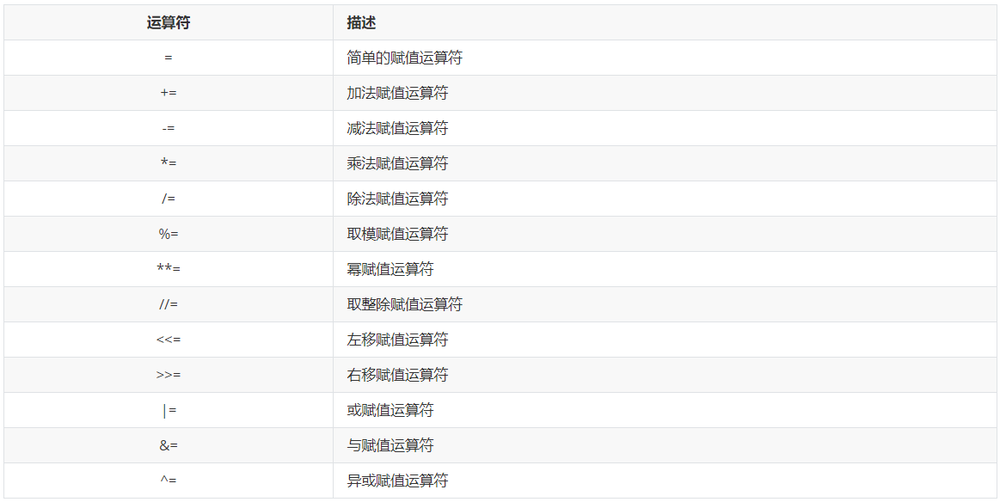 运算符 描述
= 简单的赋值运算符
+= 加法赋值运算符
-= 减法赋值运算符
*= 乘法赋值运算符
/= 除法赋值运算符
%= 取模赋值运算符
**= 幂赋值运算符
//= 取整除赋值运算符
<<= 左移赋值运算符
>>= 右移赋值运算符
|= 或赋值运算符
&= 与赋值运算符
^= 异或赋值运算符